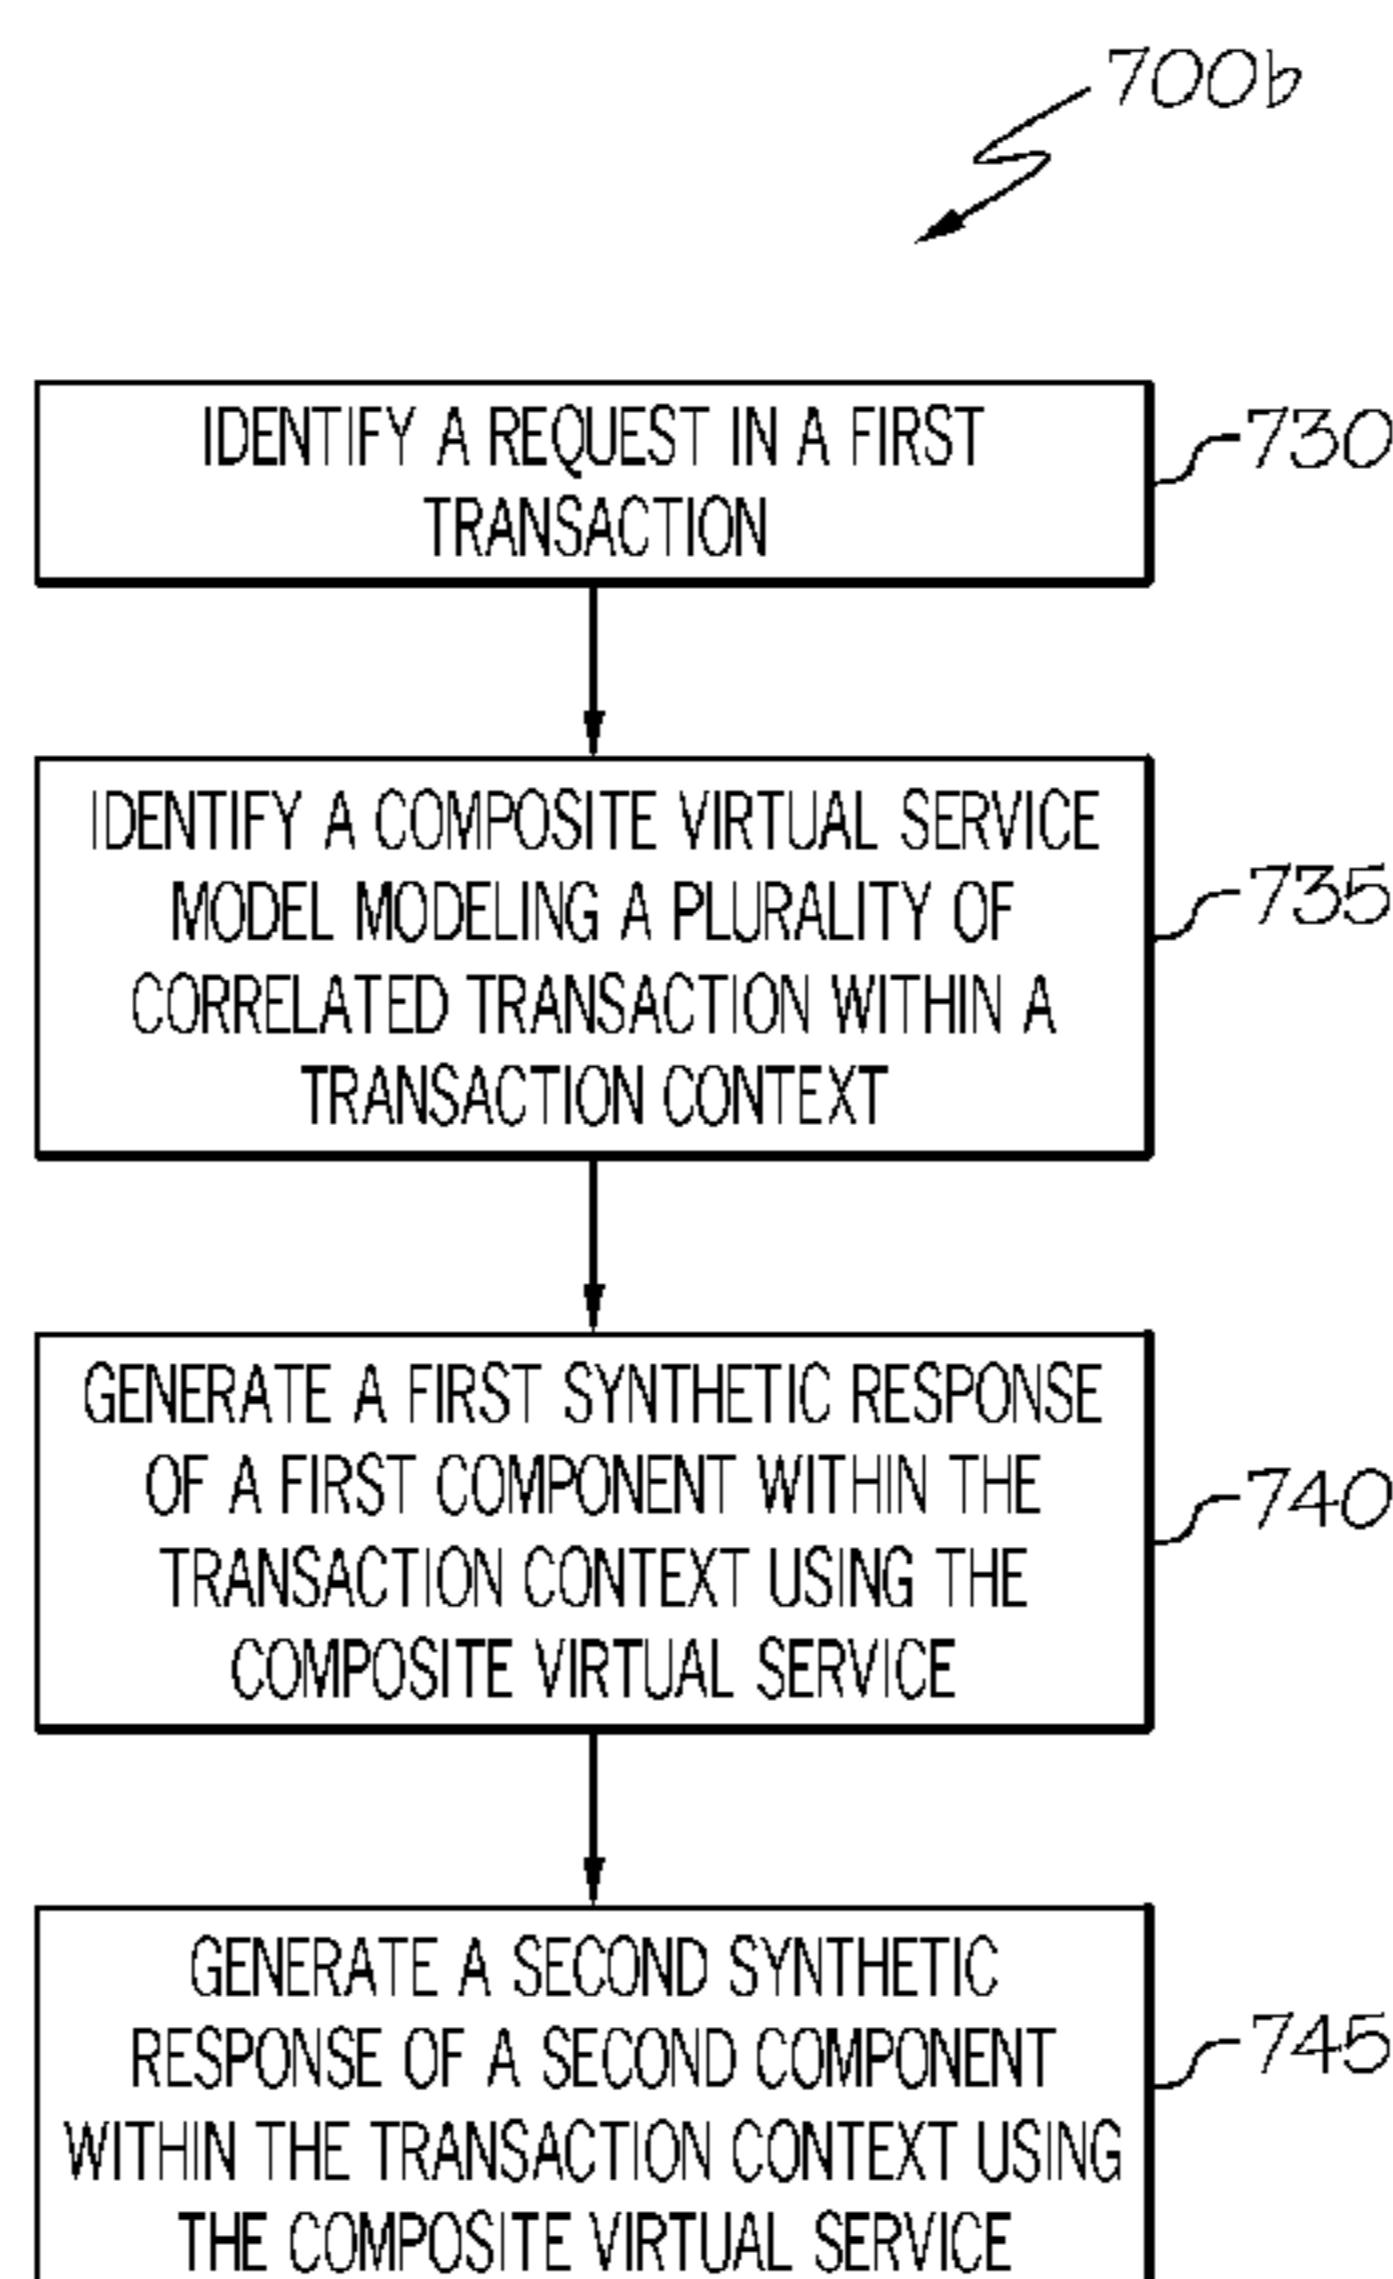 700b
IDENTIFY A REQUEST IN A FIRST
TRANSACTION
730
IDENTIFY A COMPOSITE VIRTUAL SERVICE
MODEL MODELING A PLURALITY OF
CORRELATED TRANSACTION WITHIN A
TRANSACTION CONTEXT
735
GENERATE A FIRST SYNTHETIC RESPONSE
OF A FIRST COMPONENT WITHIN THE
TRANSACTION CONTEXT USING THE
COMPOSITE VIRTUAL SERVICE
740
GENERATE A SECOND SYNTHETIC
RESPONSE OF A SECOND COMPONENT
WITHIN THE TRANSACTION CONTEXT USING
THE COMPOSITE VIRTUAL SERVICE
745